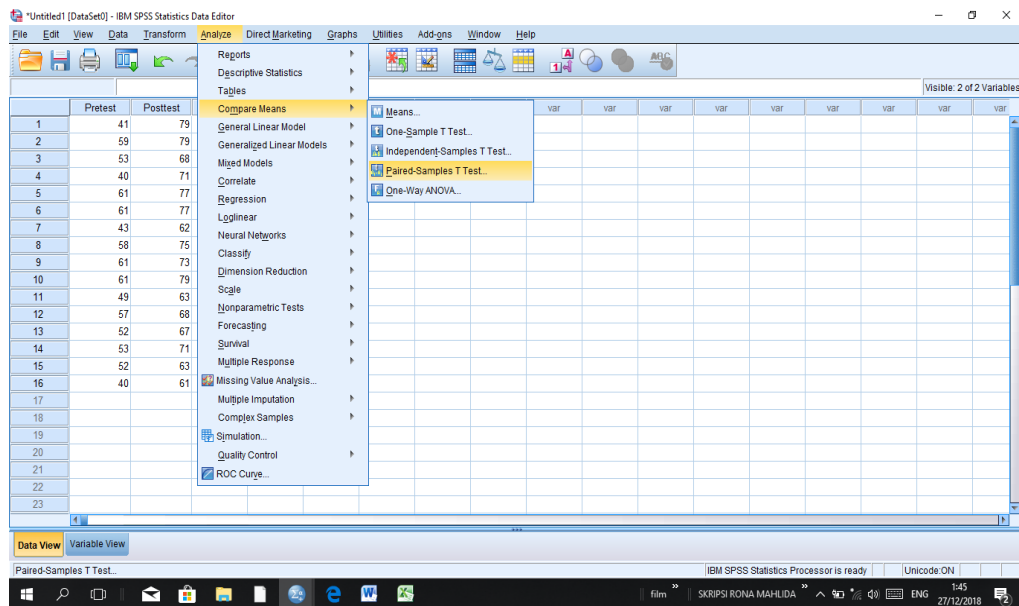 *Untitled1 [DataSet0] - IBM SPSS Statistics Data Editor
File Edit View Data Transform Analyze Direct Marketing Graphs Utilities Add-ons Window Help
Visible: 2 of 2 Variables
Pretest Posttest var var var var var var var var
1 41 79
2 59 79
3 53 68
4 40 71
5 61 77
6 61 77
7 43 62
8 58 75
9 61 73
10 61 79
11 49 63
12 57 68
13 52 67
14 53 71
15 52 63
16 40 61
17
18
19
20
21
22
23
Reports
Descriptive Statistics
Tables
Compare Means
General Linear Model
Generalized Linear Models
Mixed Models
Correlate
Regression
Loglinear
Neural Networks
Classify
Dimension Reduction
Scale
Nonparametric Tests
Forecasting
Survival
Multiple Response
Missing Value Analysis...
Multiple Imputation
Complex Samples
Simulation...
Quality Control
ROC Curve...
Means...
One-Sample T Test...
Independent-Samples T Test...
Paired-Samples T Test...
One-Way ANOVA...
Data View Variable View
Paired-Samples T Test... IBM SPSS Statistics Processor is ready Unicode:ON
film SKRIPSI RONA MAHLIDA ENG 1:45
27/12/2018